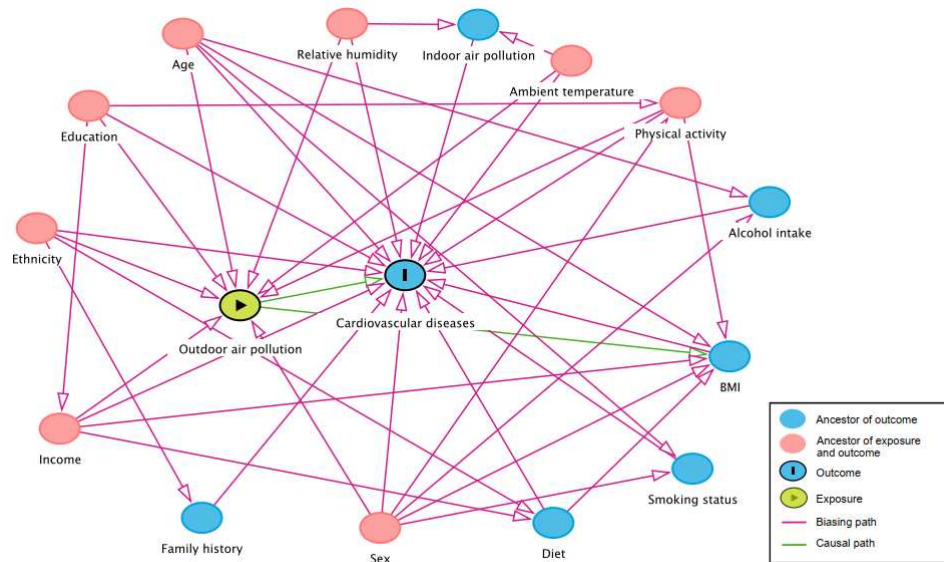 Age
Relative humidity
Indoor air pollution
Ambient temperature
Education
Physical activity
Alcohol intake
Ethnicity
Cardiovascular diseases
Outdoor air pollution
BMI
Income
Smoking status
Family history
Sex
Diet
Ancestor of outcome
Ancestor of exposure
and outcome
Outcome
Exposure
Biasing path
Causal path